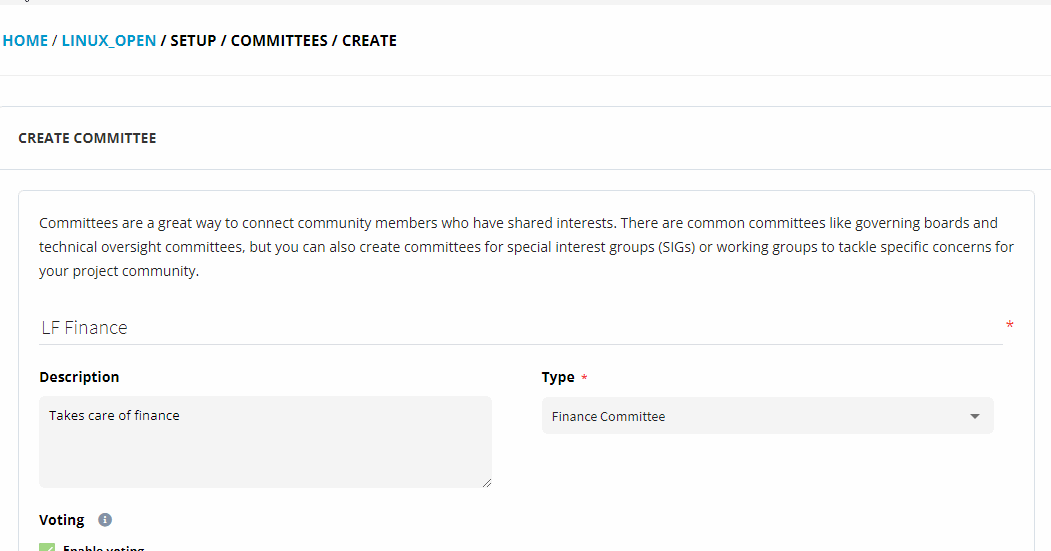 HOME / LINUX_OPEN / SETUP / COMMITTEES / CREATE
CREATE COMMITTEE
Committees are a great way to connect community members who have shared interests. There are common committees like governing boards and
technical oversight committees, but you can also create committees for special interest groups (SIGs) or working groups to tackle specific concerns for
your project community.
LF Finance *
Description
Type *
Takes care of finance
Finance Committee
Voting
Enable voting